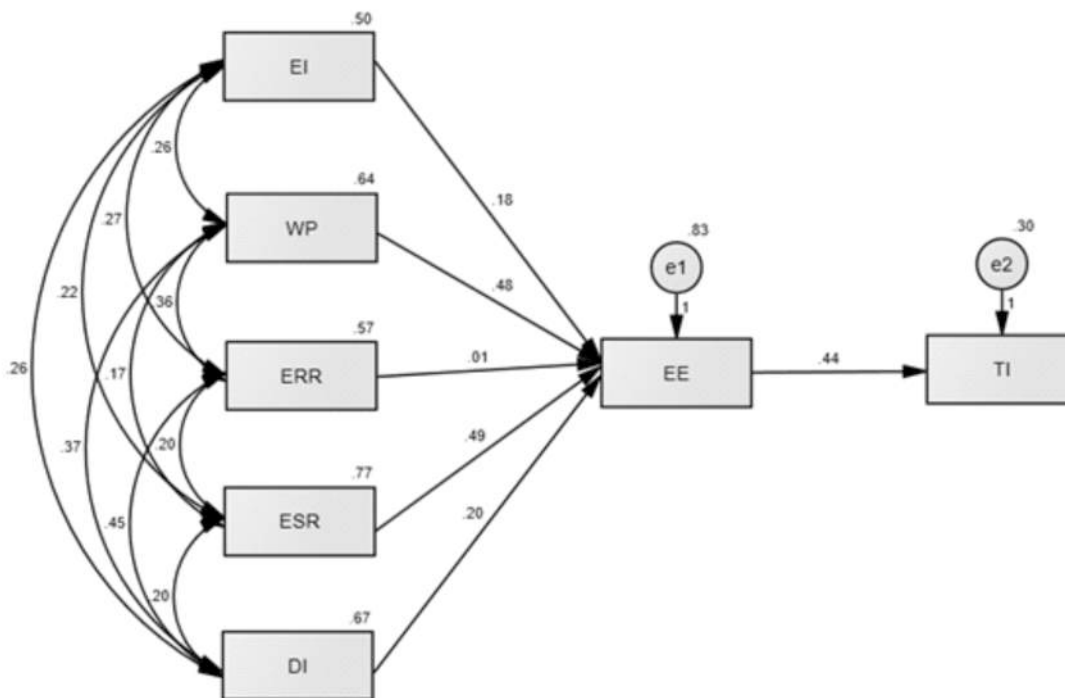 .50
EI
.26
.64
WP
.18
.27
.83
e1
.30
e2
.48
.22
.36
1
1
.57
ERR
.01
EE
.44
TI
.26
.17
.37
.20
.49
.77
ESR
.20
.45
.20
.67
DI